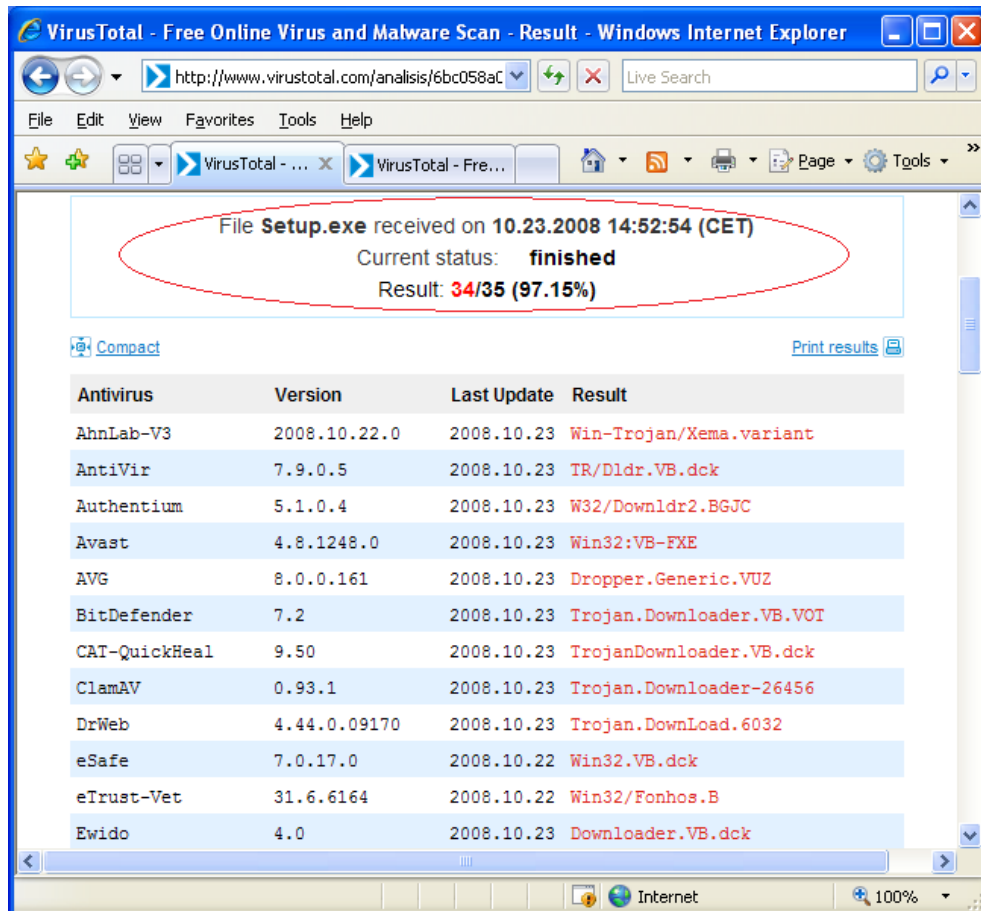 VirusTotal - Free Online Virus and Malware Scan - Result - Windows Internet Explorer
http://www.virustotal.com/analisis/6bc058a0 Live Search
File Edit View Favorites Tools Help
VirusTotal - ... VirusTotal - Fre... Page Tools
File Setup.exe received on 10.23.2008 14:52:54 (CET)
Current status: finished
Result: 34/35 (97.15%)
Compact Print results
Antivirus Version Last Update Result
AhnLab-V3 2008.10.22.0 2008.10.23 Win-Trojan/Xema.variant
AntiVir 7.9.0.5 2008.10.23 TR/Dldr.VB.dck
Authentium 5.1.0.4 2008.10.23 W32/Downldr2.BGJC
Avast 4.8.1248.0 2008.10.23 Win32:VB-FXE
AVG 8.0.0.161 2008.10.23 Dropper.Generic.VUZ
BitDefender 7.2 2008.10.23 Trojan.Downloader.VB.VOT
CAT-QuickHeal 9.50 2008.10.23 TrojanDownloader.VB.dck
ClamAV 0.93.1 2008.10.23 Trojan.Downloader-26456
DrWeb 4.44.0.09170 2008.10.23 Trojan.DownLoad.6032
eSafe 7.0.17.0 2008.10.22 Win32.VB.dck
eTrust-Vet 31.6.6164 2008.10.22 Win32/Fonhos.B
Ewido 4.0 2008.10.23 Downloader.VB.dck
Internet 100%